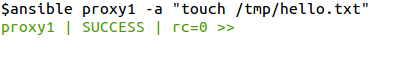 $ansible proxy1 -a "touch /tmp/hello.txt"
proxy1 | SUCCESS | rc=0 >>